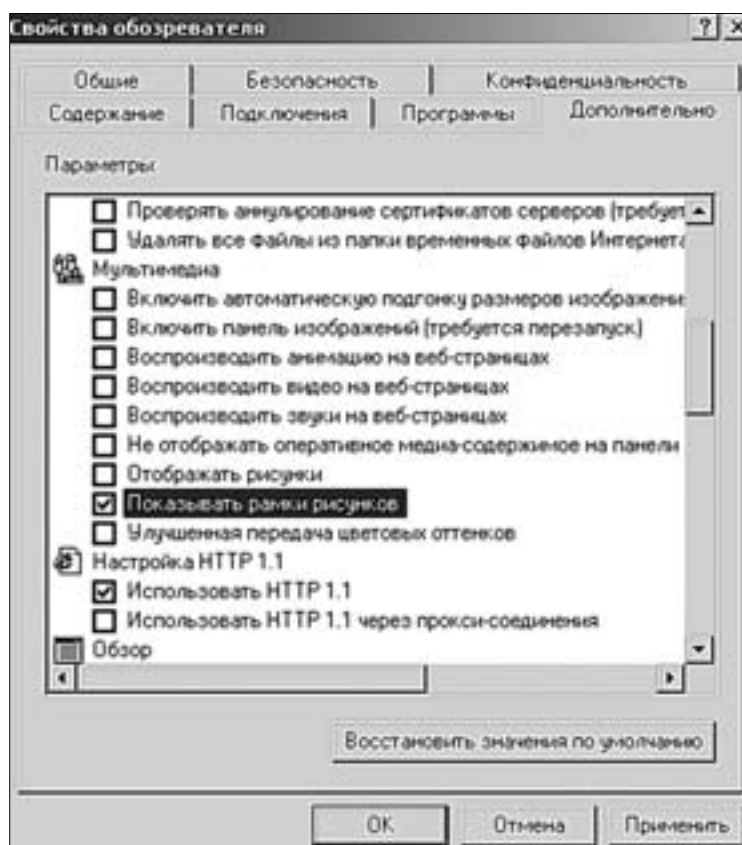 Свойства обозревателя
Общие Безопасность Конфиденциальность
Содержание Подключения Программы Дополнительно
Параметры:
Проверять аннулирование сертификатов серверов (требует
Удалять все файлы из папки временных файлов Интернета
Мультимедиа
Включить автоматическую подгонку размеров изображени
Включить панель изображений (требуется перезапуск)
Воспроизводить анимацию на веб-страницах
Воспроизводить видео на веб-страницах
Воспроизводить звуки на веб-страницах
Не отображать оперативное медиа-содержимое на панели
Отображать рисунки
Показывать рамки рисунков
Улучшенная передача цветовых оттенков
Настройка HTTP 1.1
Использовать HTTP 1.1
Использовать HTTP 1.1 через прокси-соединения
Обзор
Восстановить значения по умолчанию
OK Отмена Применить